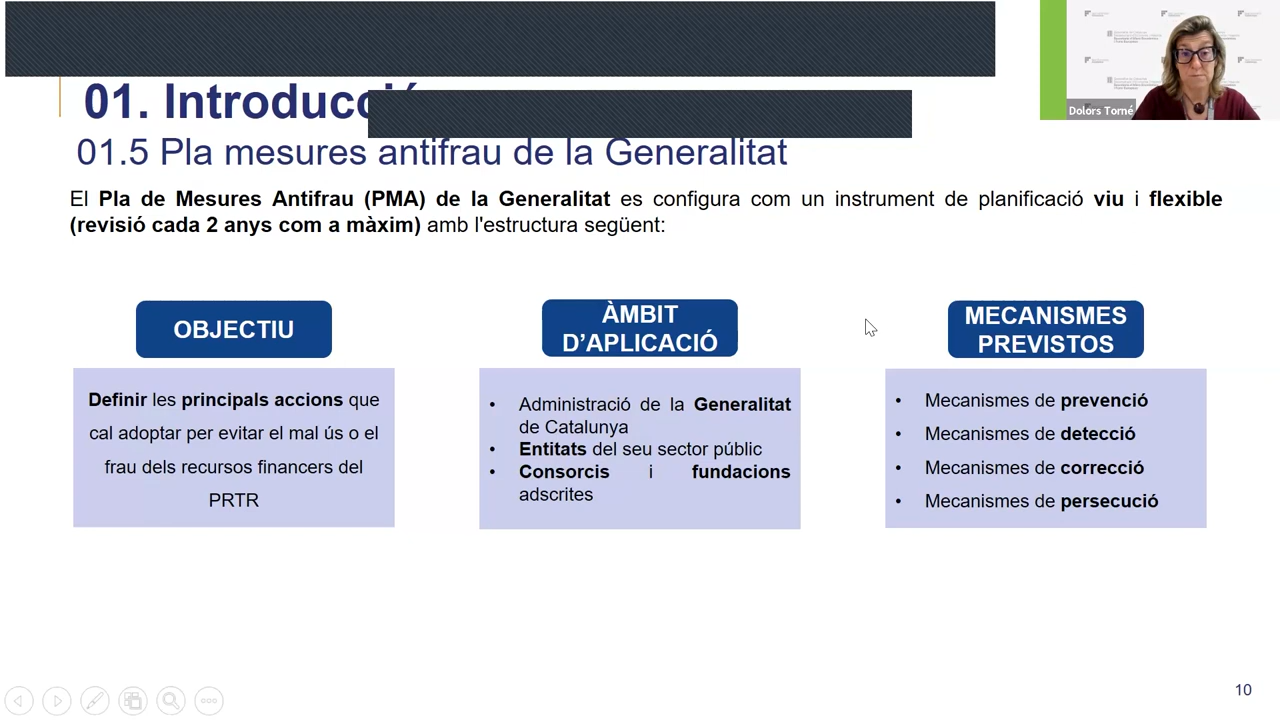 01. Introducció
01.5 Pla mesures antifrau de la Generalitat
El Pla de Mesures Antifrau (PMA) de la Generalitat es configura com un instrument de planificació viu i flexible
(revisió cada 2 anys com a màxim) amb l'estructura següent:
OBJECTIU
Definir les principals accions que
cal adoptar per evitar el mal ús o el
frau dels recursos financers del
PRTR
ÀMBIT
D’APLICACIÓ
• Administració de la Generalitat
de Catalunya
• Entitats del seu sector públic
• Consorcis i fundacions
adscrites
MECANISMES
PREVISTOS
• Mecanismes de prevenció
• Mecanismes de detecció
• Mecanismes de correcció
• Mecanismes de persecució
Dolors Torné
10